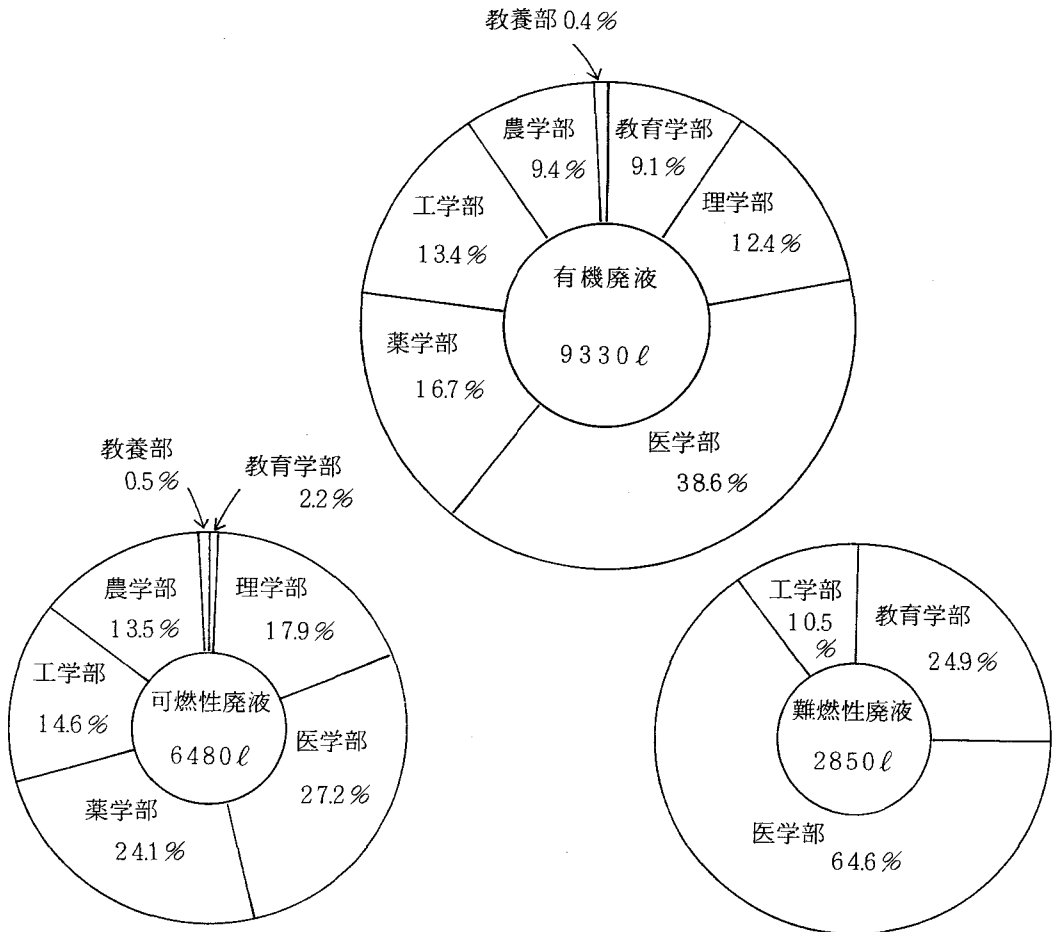 教養部 0.4%
農学部
9.4%
教育学部
9.1%
工学部
13.4%
理学部
12.4%
有機廃液
9330ℓ
薬学部
16.7%
医学部
38.6%
教養部
0.5%
教育学部
2.2%
農学部
13.5%
理学部
17.9%
工学部
14.6%
可燃性廃液
6480ℓ
医学部
27.2%
薬学部
24.1%
工学部
10.5
%
教育学部
24.9%
難燃性廃液
2850ℓ
医学部
64.6%